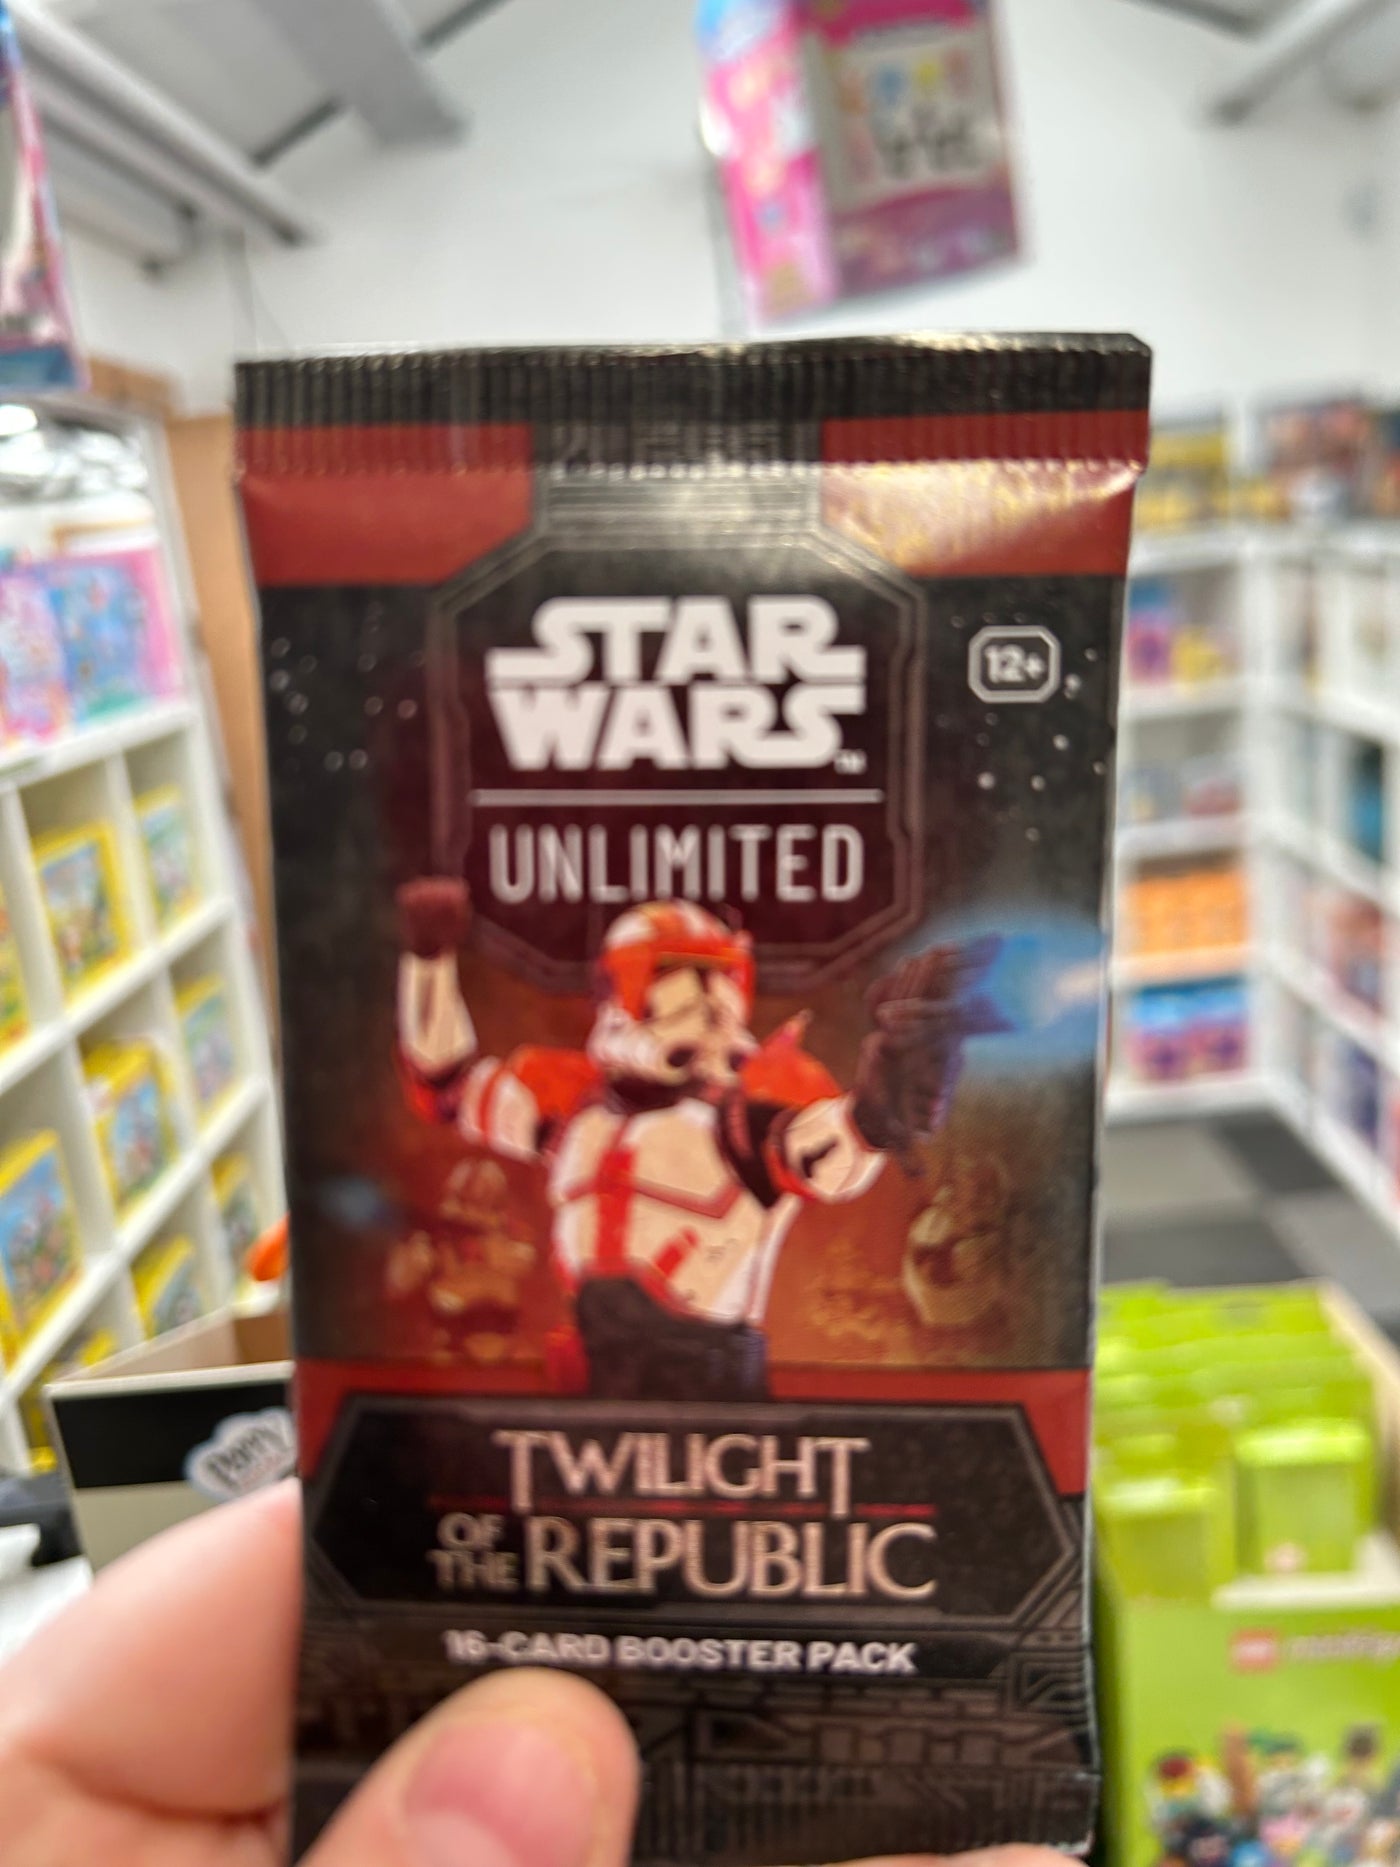 STAR
WARS
UNLIMITED
12+
TWILIGHT
OF THE REPUBLIC
16-CARD BOOSTER PACK